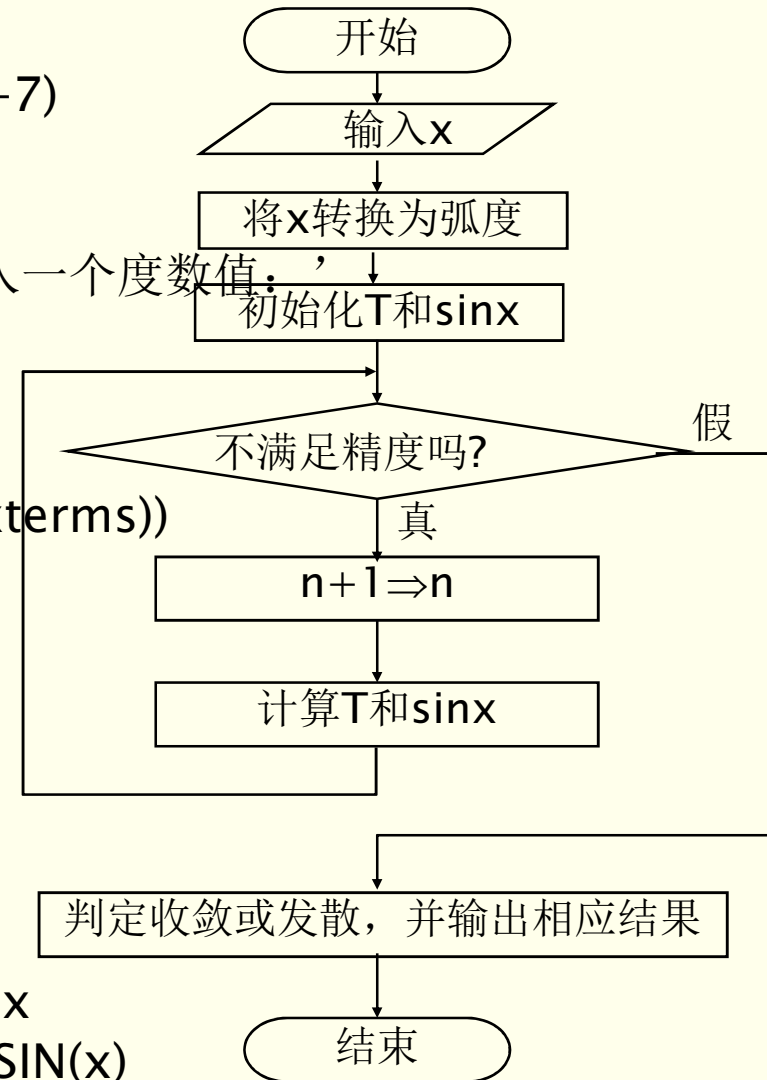 开始
-7)
输入x
将x转换为弧度
入一个度数值：’
初始化T和sinx
不满足精度吗?
假
terms))
真
n+1⇒n
计算T和sinx
判定收敛或发散，并输出相应结果
x
SIN(x)
结束